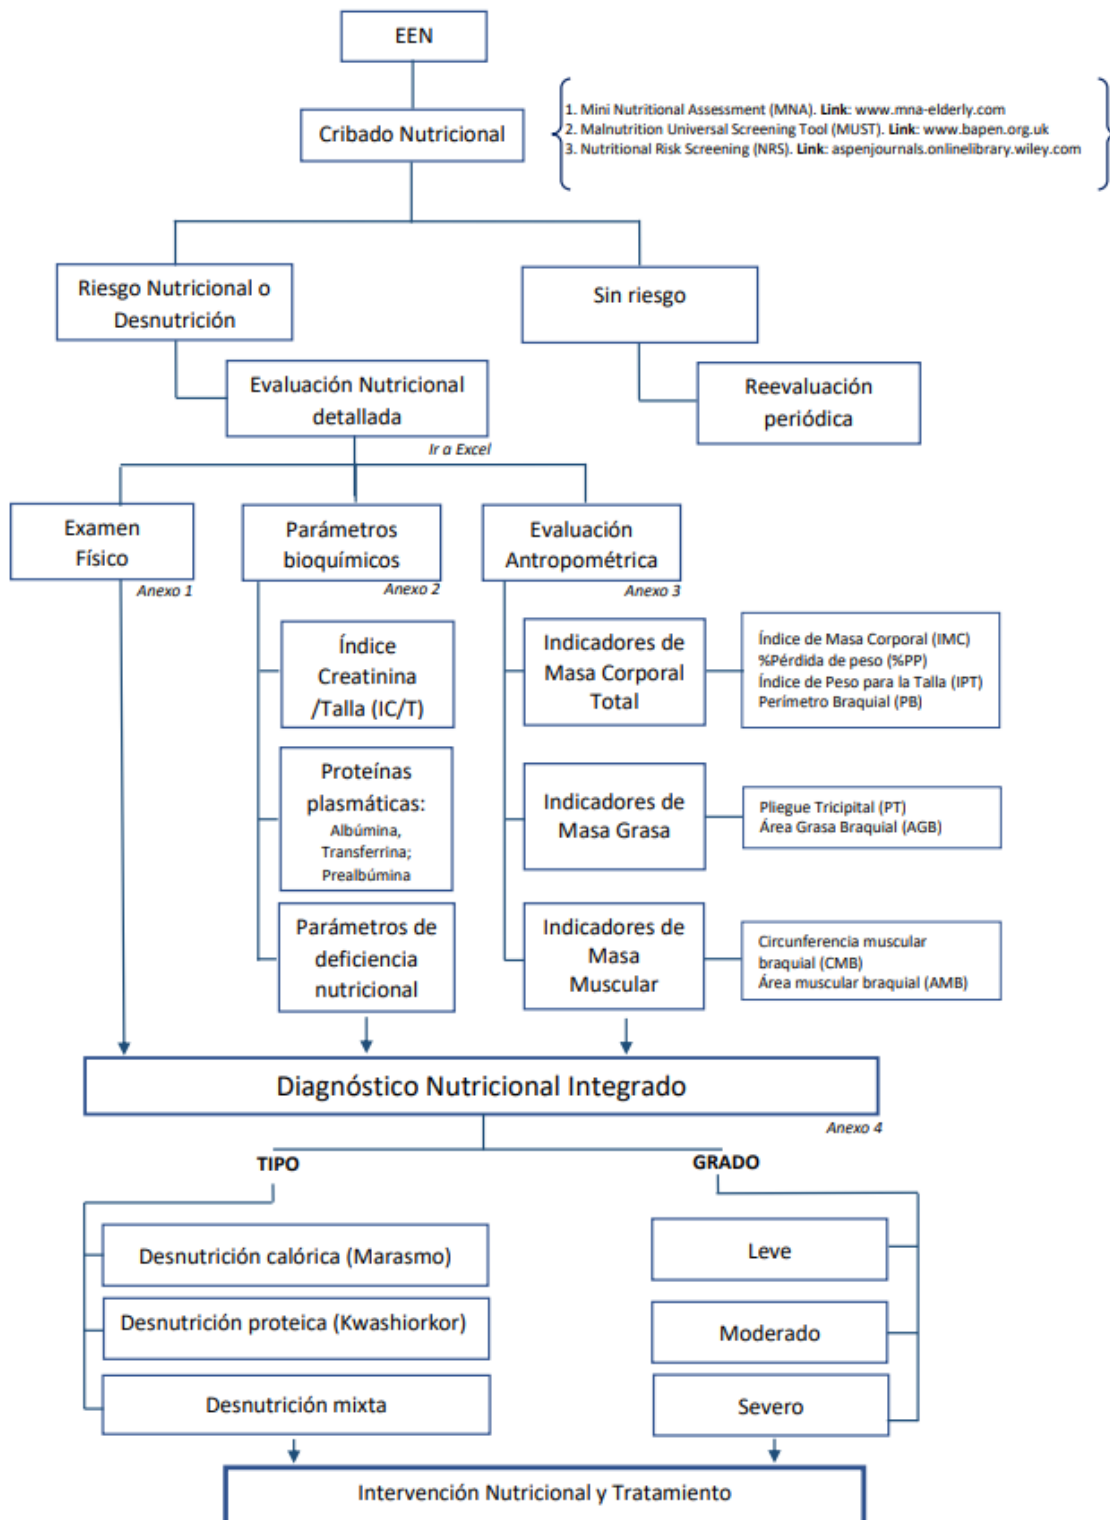 EEN
Cribado Nutricional
1. Mini Nutritional Assessment (MNA). Link: www.mna-elderly.com
2. Malnutrition Universal Screening Tool (MUST). Link: www.bapen.org.uk
3. Nutritional Risk Screening (NRS). Link: aspenjournals.onlinelibrary.wiley.com
Riesgo Nutricional o
Desnutrición
Sin riesgo
Evaluación Nutricional
detallada
Reevaluación
periódica
Ir a Excel
Examen
Físico
Anexo 1
Parámetros
bioquímicos
Anexo 2
Evaluación
Antropométrica
Anexo 3
Índice
Creatinina
/Talla (IC/T)
Indicadores de
Masa Corporal
Total
Índice de Masa Corporal (IMC)
%Pérdida de peso (%PP)
Índice de Peso para la Talla (IPT)
Perímetro Braquial (PB)
Proteínas
plasmáticas:
Albúmina,
Transferrina;
Prealbúmina
Indicadores de
Masa Grasa
Pliegue Tricipital (PT)
Área Grasa Braquial (AGB)
Parámetros de
deficiencia
nutricional
Indicadores de
Masa
Muscular
Circunferencia muscular
braquial (CMB)
Área muscular braquial (AMB)
Diagnóstico Nutricional Integrado
Anexo 4
TIPO
GRADO
Desnutrición calórica (Marasmo)
Leve
Desnutrición proteica (Kwashiorkor)
Moderado
Desnutrición mixta
Severo
Intervención Nutricional y Tratamiento